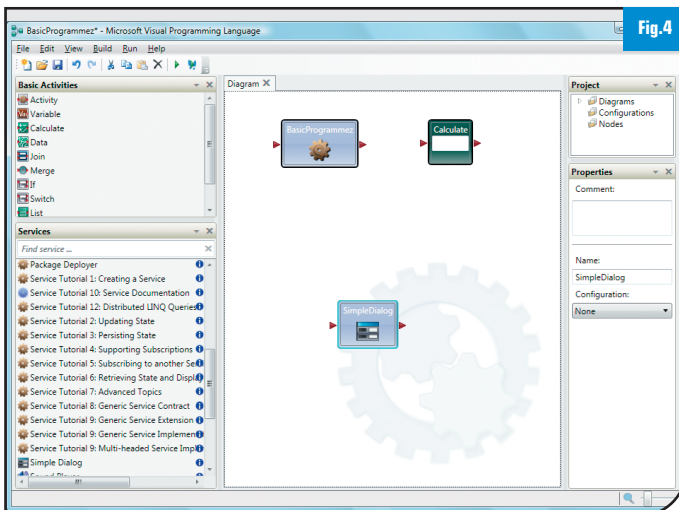 Fig.4
BasicProgrammez* - Microsoft Visual Programming Language
File Edit View Build Run Help
Basic Activities
Activity
Variable
Calculate
Data
Join
Merge
If
Switch
List
Services
Find service ...
Package Deployer
Service Tutorial 1: Creating a Service
Service Tutorial 10: Service Documentation
Service Tutorial 12: Distributed LINQ Queries
Service Tutorial 2: Updating State
Service Tutorial 3: Persisting State
Service Tutorial 4: Supporting Subscriptions
Service Tutorial 5: Subscribing to another Se
Service Tutorial 6: Retrieving State and Displ
Service Tutorial 7: Advanced Topics
Service Tutorial 8: Generic Service Contract
Service Tutorial 9: Generic Service Extension
Service Tutorial 9: Generic Service Implemen
Service Tutorial 9: Multi-headed Service Impl
Simple Dialog
Diagram
BasicProgrammez
Calculate
SimpleDialog
Project
Diagrams
Configurations
Nodes
Properties
Comment:
Name:
SimpleDialog
Configuration:
None